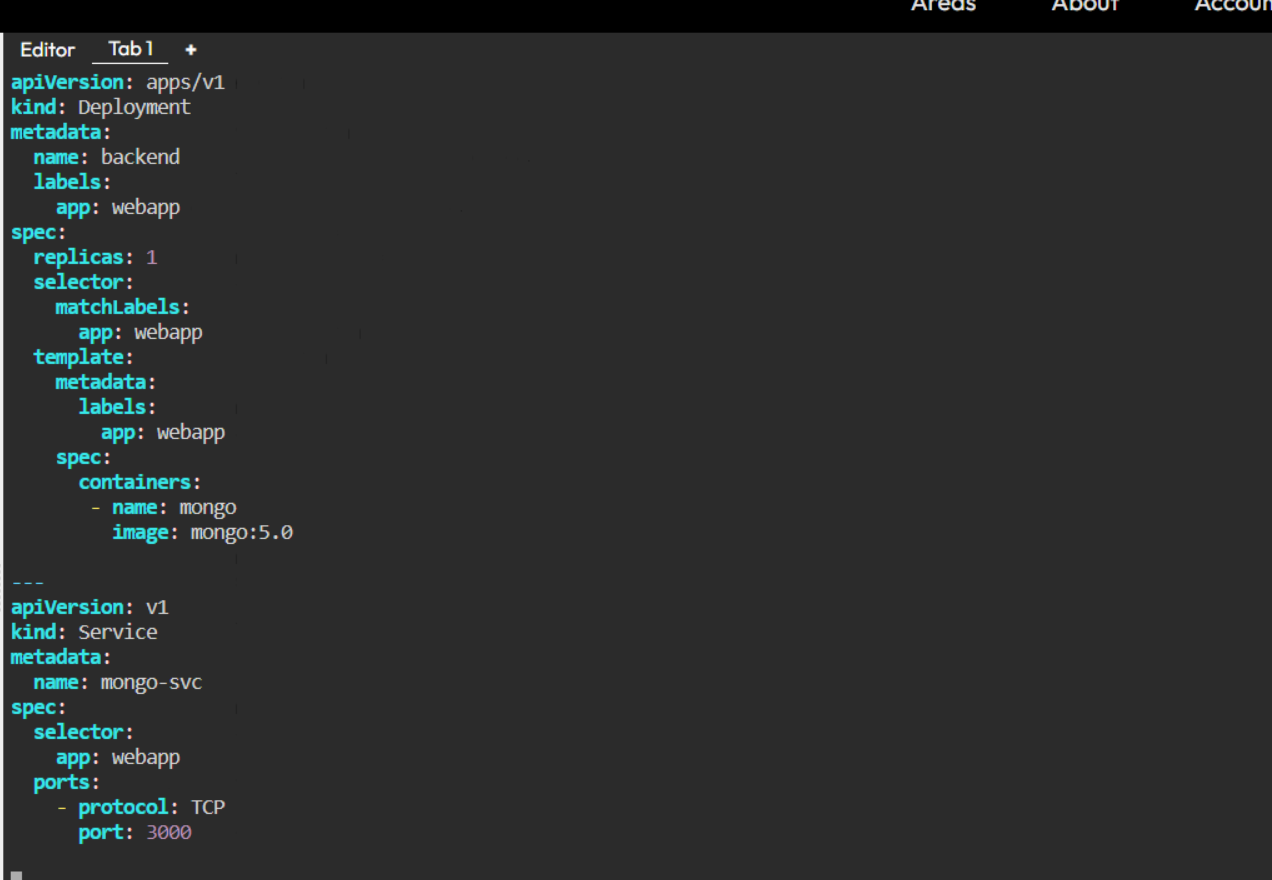 Areas About
Editor Tab 1 +
apiVersion: apps/v1
kind: Deployment
metadata:
  name: backend
  labels:
    app: webapp
spec:
  replicas: 1
  selector:
    matchLabels:
      app: webapp
  template:
    metadata:
      labels:
        app: webapp
    spec:
      containers:
       - name: mongo
         image: mongo:5.0
---
apiVersion: v1
kind: Service
metadata:
  name: mongo-svc
spec:
  selector:
    app: webapp
  ports:
    - protocol: TCP
      port: 3000